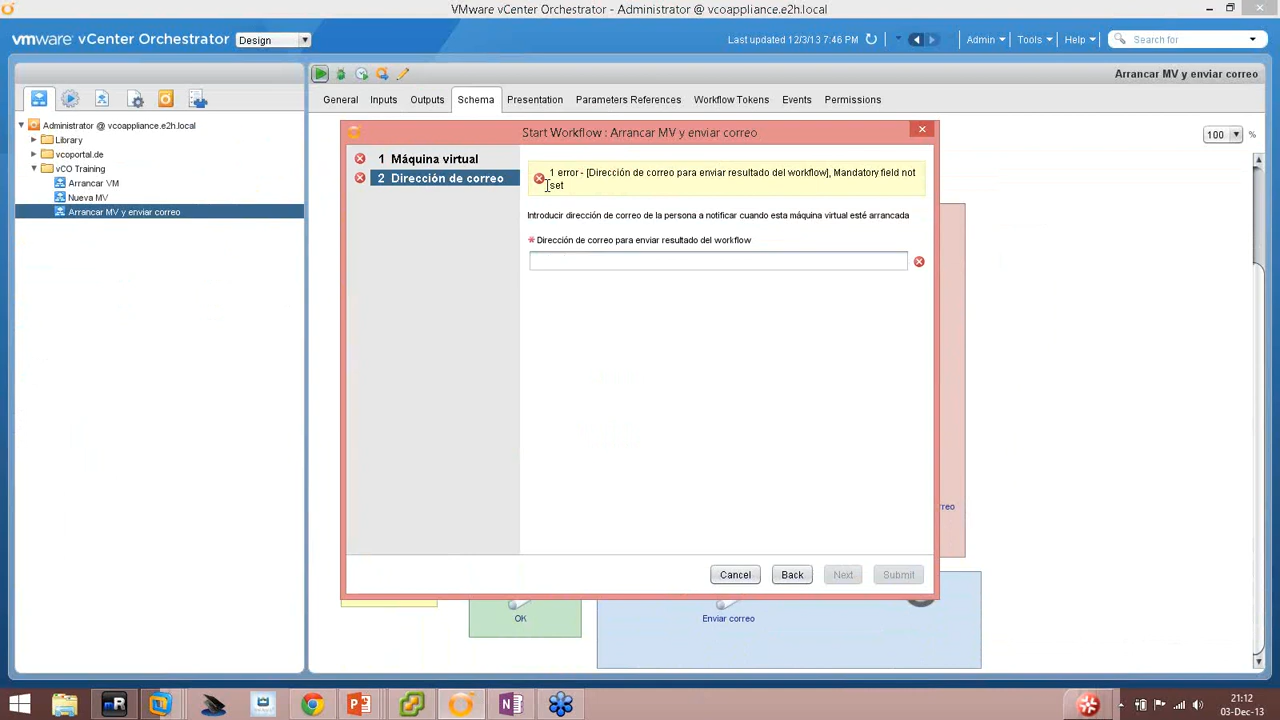 VMware vCenter Orchestrator - Administrator @ vcoappliance.e2h.local
vmware vCenter Orchestrator
Design
Last updated 12/3/13 7:46 PM
Admin
Tools
Help
Search for
Arrancar MV y enviar correo
General
Inputs
Outputs
Schema
Presentation
Parameters References
Workflow Tokens
Events
Permissions
100 %
Administrator @ vcoappliance.e2h.local
Library
vcoportal.de
vCO Training
Arrancar VM
Nueva MV
Arrancar MV y enviar correo
Start Workflow : Arrancar MV y enviar correo
1 Máquina virtual
2 Dirección de correo
1 error - [Dirección de correo para enviar resultado del workflow], Mandatory field not
set
Introducir dirección de correo de la persona a notificar cuando esta máquina virtual esté arrancada
* Dirección de correo para enviar resultado del workflow
Cancel
Back
Next
Submit
rreo
OK
Enviar correo
mR
21:12
03-Dec-13